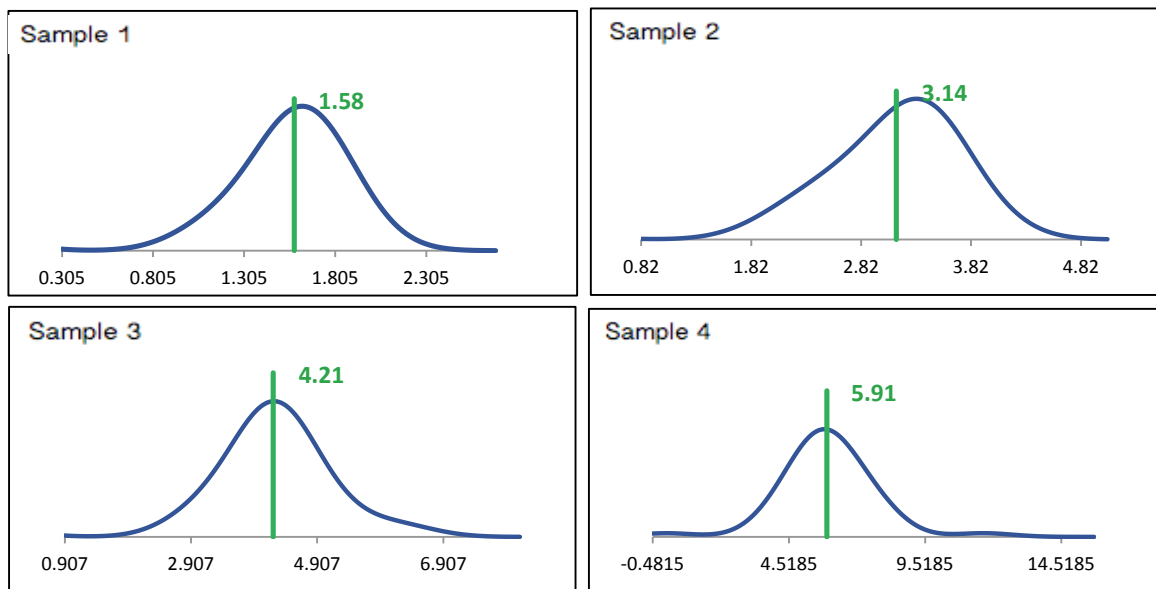 Sample 1
1.58
0.305 0.805 1.305 1.805 2.305
Sample 2
3.14
0.82 1.82 2.82 3.82 4.82
Sample 3
4.21
0.907 2.907 4.907 6.907
Sample 4
5.91
-0.4815 4.5185 9.5185 14.5185